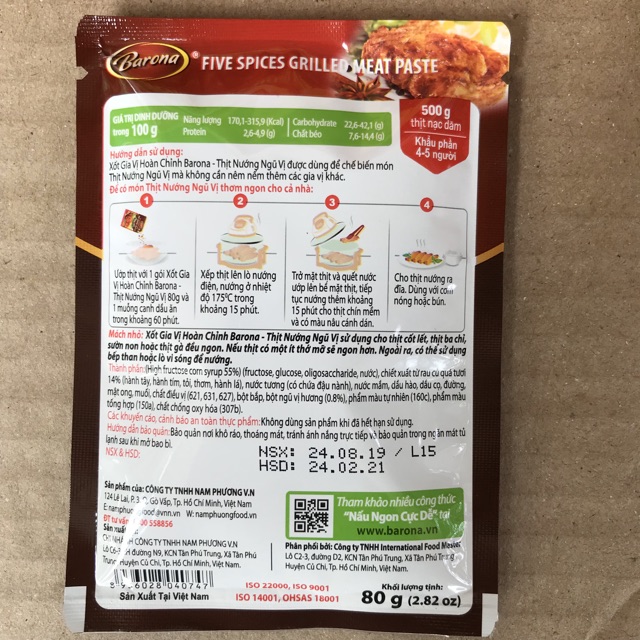 Barona ® FIVE SPICES GRILLED MEAT PASTE
GIÁ TRỊ DINH DƯỠNG
trong 100 g
Năng lượng 170,1-315,9 (Kcal)
Protein 2,6-4,9 (g)
Carbohydrate 22,6-42,1 (g)
Chất béo 7,6-14,4 (g)
500 g
thịt nạc dăm
Khẩu phần
4-5 người
Hướng dẫn sử dụng:
Xốt Gia Vị Hoàn Chỉnh Barona - Thịt Nướng Ngũ Vị được dùng để chế biến món
Thịt Nướng Ngũ Vị mà không cần nêm nếm thêm các gia vị khác.
Để có món Thịt Nướng Ngũ Vị thơm ngon cho cả nhà:
1
2
3
4
Ướp thịt với 1 gói Xốt Gia
Vị Hoàn Chỉnh Barona -
Thịt Nướng Ngũ Vị 80g và
1 muỗng canh dầu ăn
trong khoảng 60 phút.
Xếp thịt lên lò nướng
điện, nướng ở nhiệt
độ 175°C trong
khoảng 15 phút.
Trở mặt thịt và quết nước
ướp lên bề mặt thịt, tiếp
tục nướng thêm khoảng
15 phút cho thịt chín mềm
và có màu nâu cánh dán.
Cho thịt nướng ra
đĩa. Dùng với cơm
nóng hoặc bún.
Mách nhỏ: Xốt Gia Vị Hoàn Chỉnh Barona - Thịt Nướng Ngũ Vị sử dụng cho thịt cốt lết, thịt ba chỉ,
sườn non hoặc thịt gà đều ngon. Nếu thịt có một ít thớ mỡ sẽ ngon hơn. Ngoài ra, có thể sử dụng
bếp than hoặc lò vi sóng để nướng.
Thành phần: (High fructose corn syrup 55%) (fructose, glucose, oligosaccharide, nước), chiết xuất từ rau củ quả tươi
14% (hành tây, hành tím, tỏi, thơm, hành lá), nước tương (có chứa đậu nành), nước mắm, dầu hào, dầu cọ, đường,
mật ong, muối, chất điều vị (621, 631, 627), bột bắp, bột ngũ vị hương (0.8%), phẩm màu tự nhiên (160c), phẩm màu
tổng hợp (150a), chất chống oxy hóa (307b).
Các khuyến cáo, cảnh báo an toàn thực phẩm: Không dùng sản phẩm khi đã hết hạn sử dụng.
Hướng dẫn bảo quản: Bảo quản nơi khô ráo, thoáng mát, tránh ánh nắng trực tiếp và bảo quản trong ngăn mát tủ
lạnh sau khi mở bao bì.
NSX & HSD:
NSX: 24.08.19 / L15
HSD: 24.02.21
Sản phẩm của: CÔNG TY TNHH NAM PHƯƠNG V.N
124 Lê Lai, P.3, Q. Gò Vấp, Tp. Hồ Chí Minh, Việt Nam
W: namphuongfood.vn
ĐT tư vấn: 558856
Sản xuất
CHI NHÁNH CÔNG TY TNHH NAM PHƯƠNG V.N
đường N9, KCN Tân Phú Trung, Xã Tân Phú
Trung, Huyện Củ Chi, Tp. Hồ Chí Minh, Việt Nam.
8 936028 040747
Sản Xuất Tại Việt Nam
Tham khảo nhiều công thức
"Nấu Ngon Cực Dễ" tại
www.barona.vn
Phân phối bởi: Công ty TNHH International Food Master
Lô C2-3, đường D2, KCN Tân Phú Trung, Xã Tân Phú Trung,
Huyện Củ Chi, Tp. Hồ Chí Minh, Việt Nam.
ISO 22000, ISO 9001
ISO 14001, OHSAS 18001
Khối lượng tịnh:
80 g (2.82 oz)